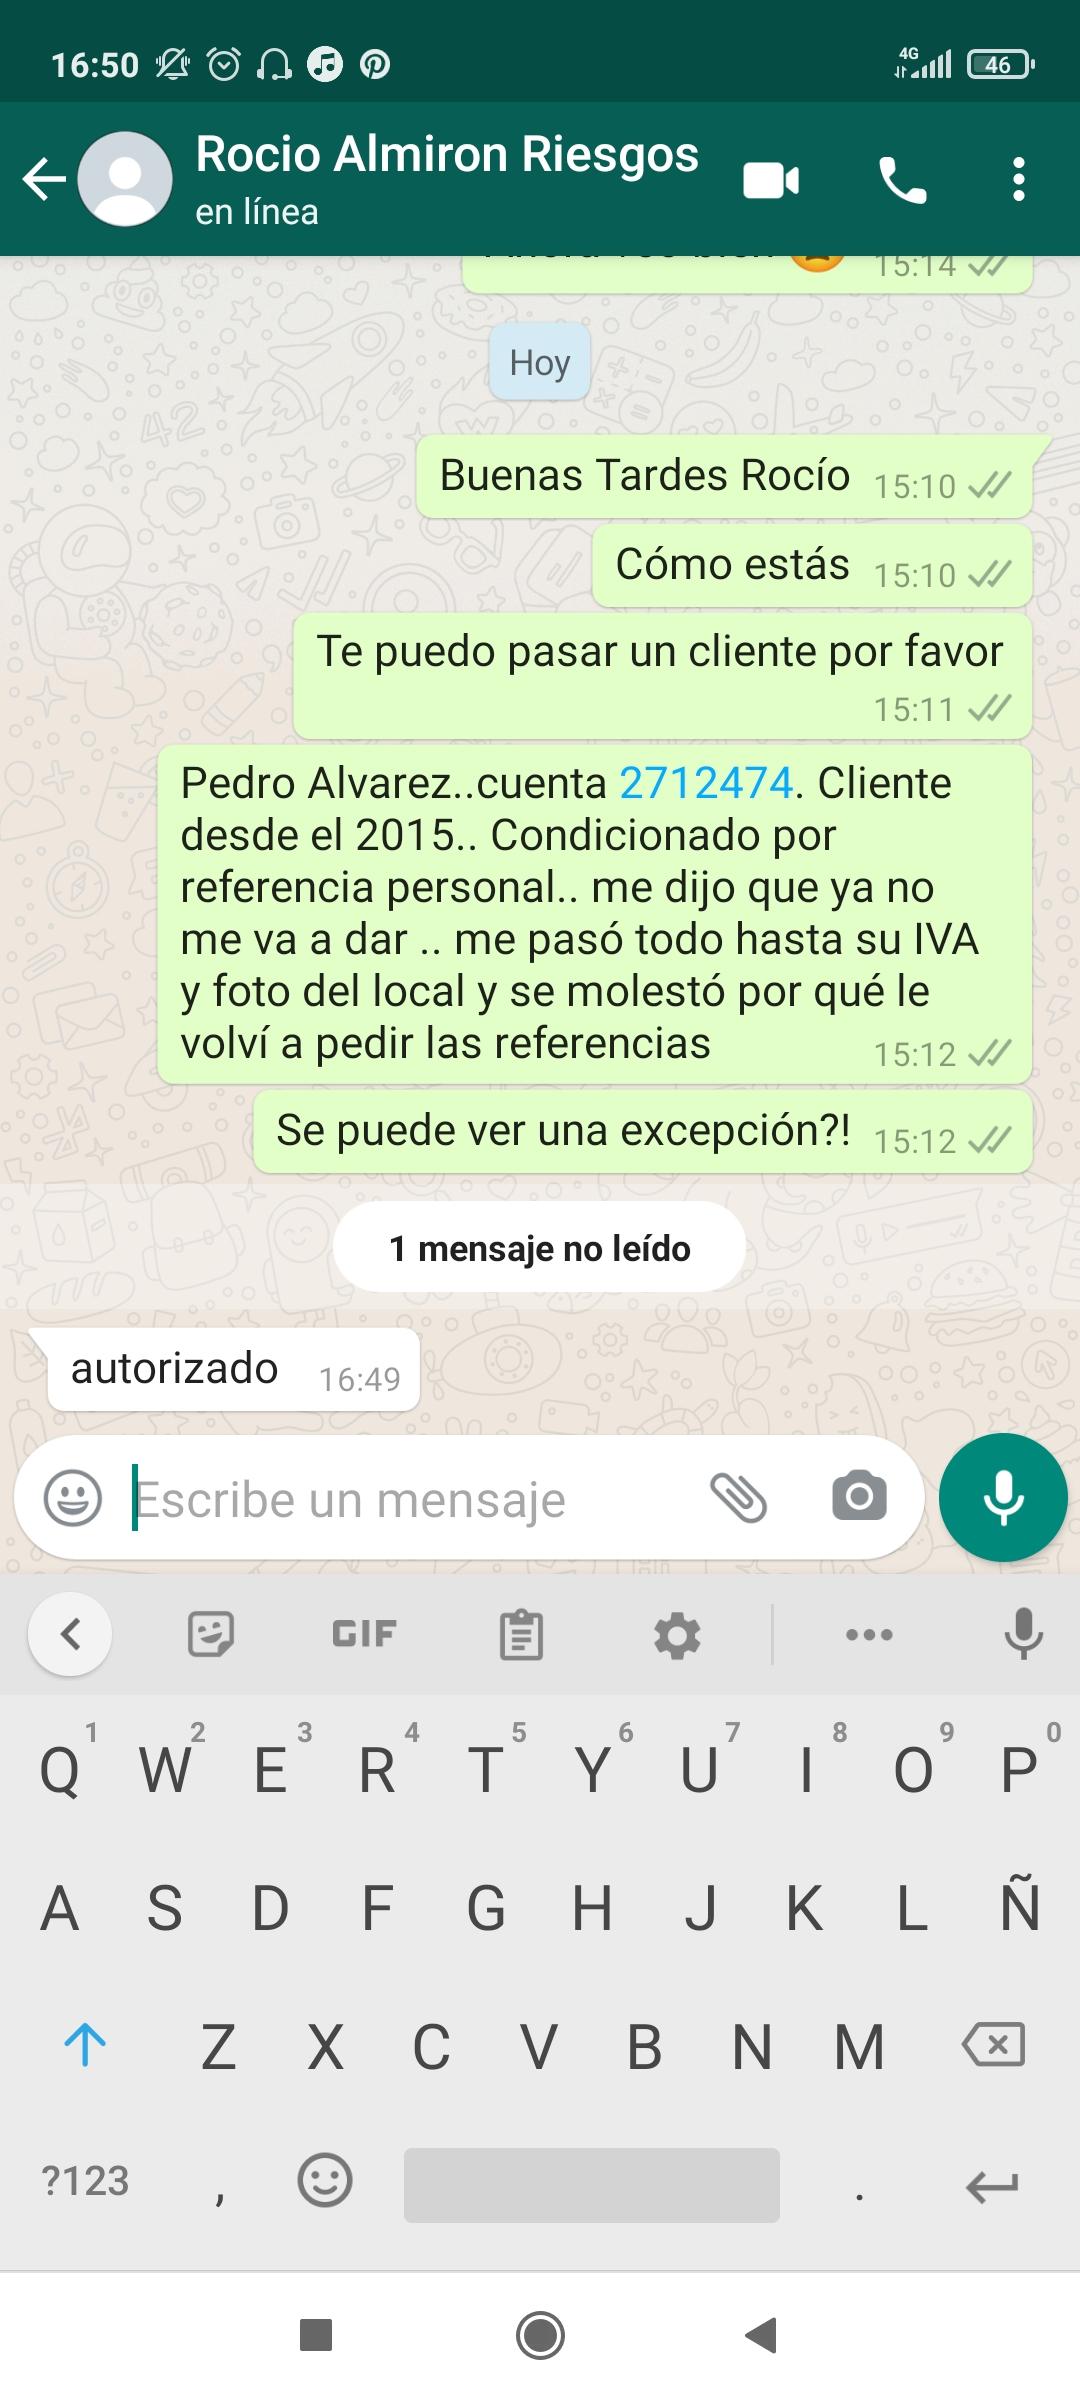 16:50
4G
46
Rocio Almiron Riesgos
en línea
15:14
Hoy
Buenas Tardes Rocío 15:10
Cómo estás 15:10
Te puedo pasar un cliente por favor
15:11
Pedro Alvarez..cuenta 2712474. Cliente
desde el 2015.. Condicionado por
referencia personal.. me dijo que ya no
me va a dar .. me pasó todo hasta su IVA
y foto del local y se molestó por qué le
volví a pedir las referencias 15:12
Se puede ver una excepción?! 15:12
1 mensaje no leído
autorizado 16:49
Escribe un mensaje
GIF
1 2 3 4 5 6 7 8 9 0
Q W E R T Y U I O P
A S D F G H J K L Ñ
Z X C V B N M
?123 , .